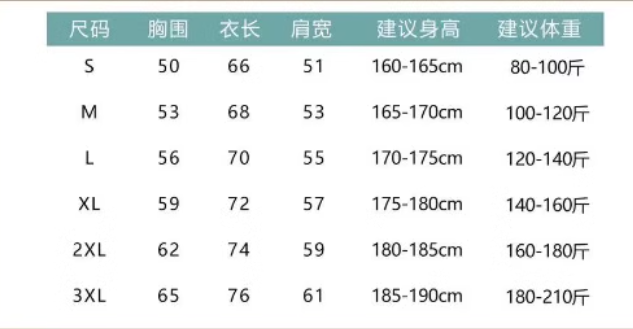 尺码 胸围 衣长 肩宽 建议身高 建议体重
S 50 66 51 160-165cm 80-100斤
M 53 68 53 165-170cm 100-120斤
L 56 70 55 170-175cm 120-140斤
XL 59 72 57 175-180cm 140-160斤
2XL 62 74 59 180-185cm 160-180斤
3XL 65 76 61 185-190cm 180-210斤